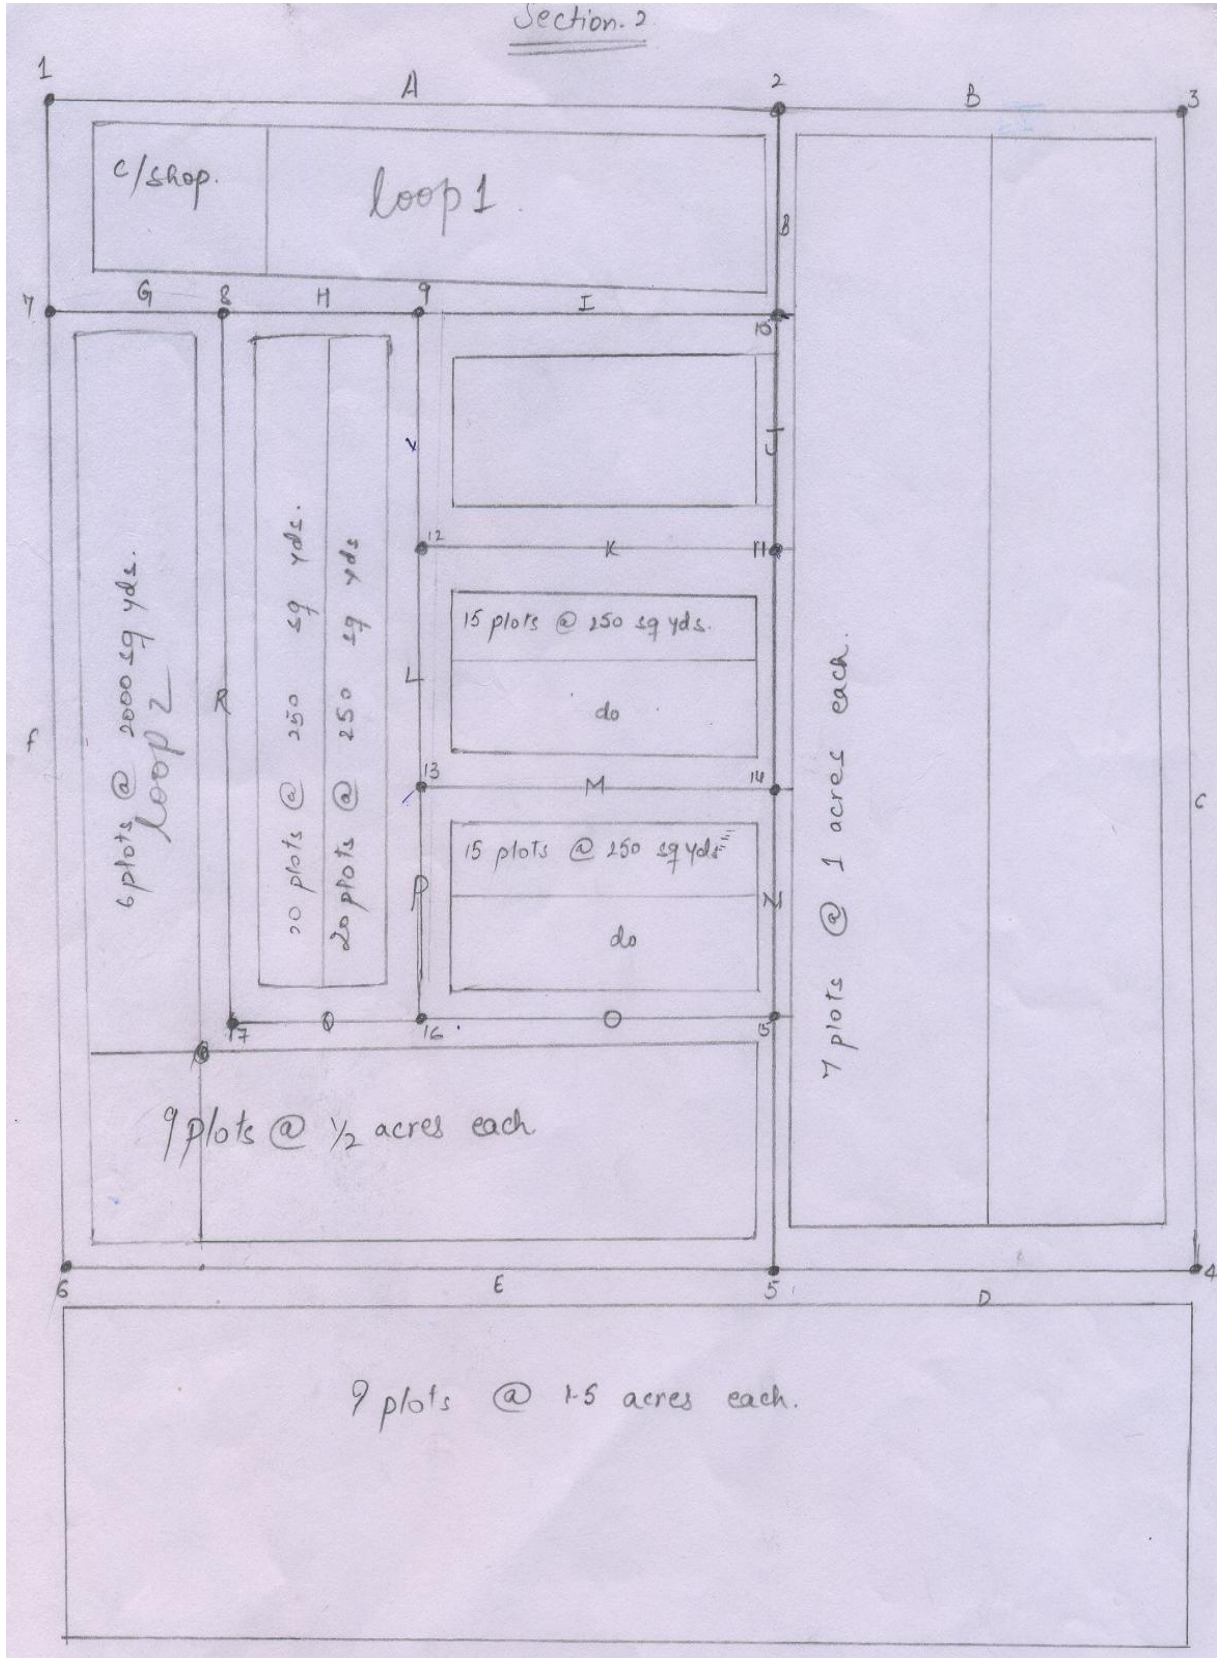 Section.2
1
A
2
B
3
c/shop.
loop 1
B
7
G
8
H
9
I
10
J
12
K
11
6 plots @ 2000 sq yds.
loop 2
R
20 plots @ 250 sq yds.
20 plots @ 250 sq yds
15 plots @ 250 sq yds.
do
L
F
7 plots @ 1 acres each.
C
13
M
14
15 plots @ 250 sq yds
do
P
N
17
Q
16
O
15
9 plots @ 1/2 acres each
6
E
5
D
4
9 plots @ 1.5 acres each.